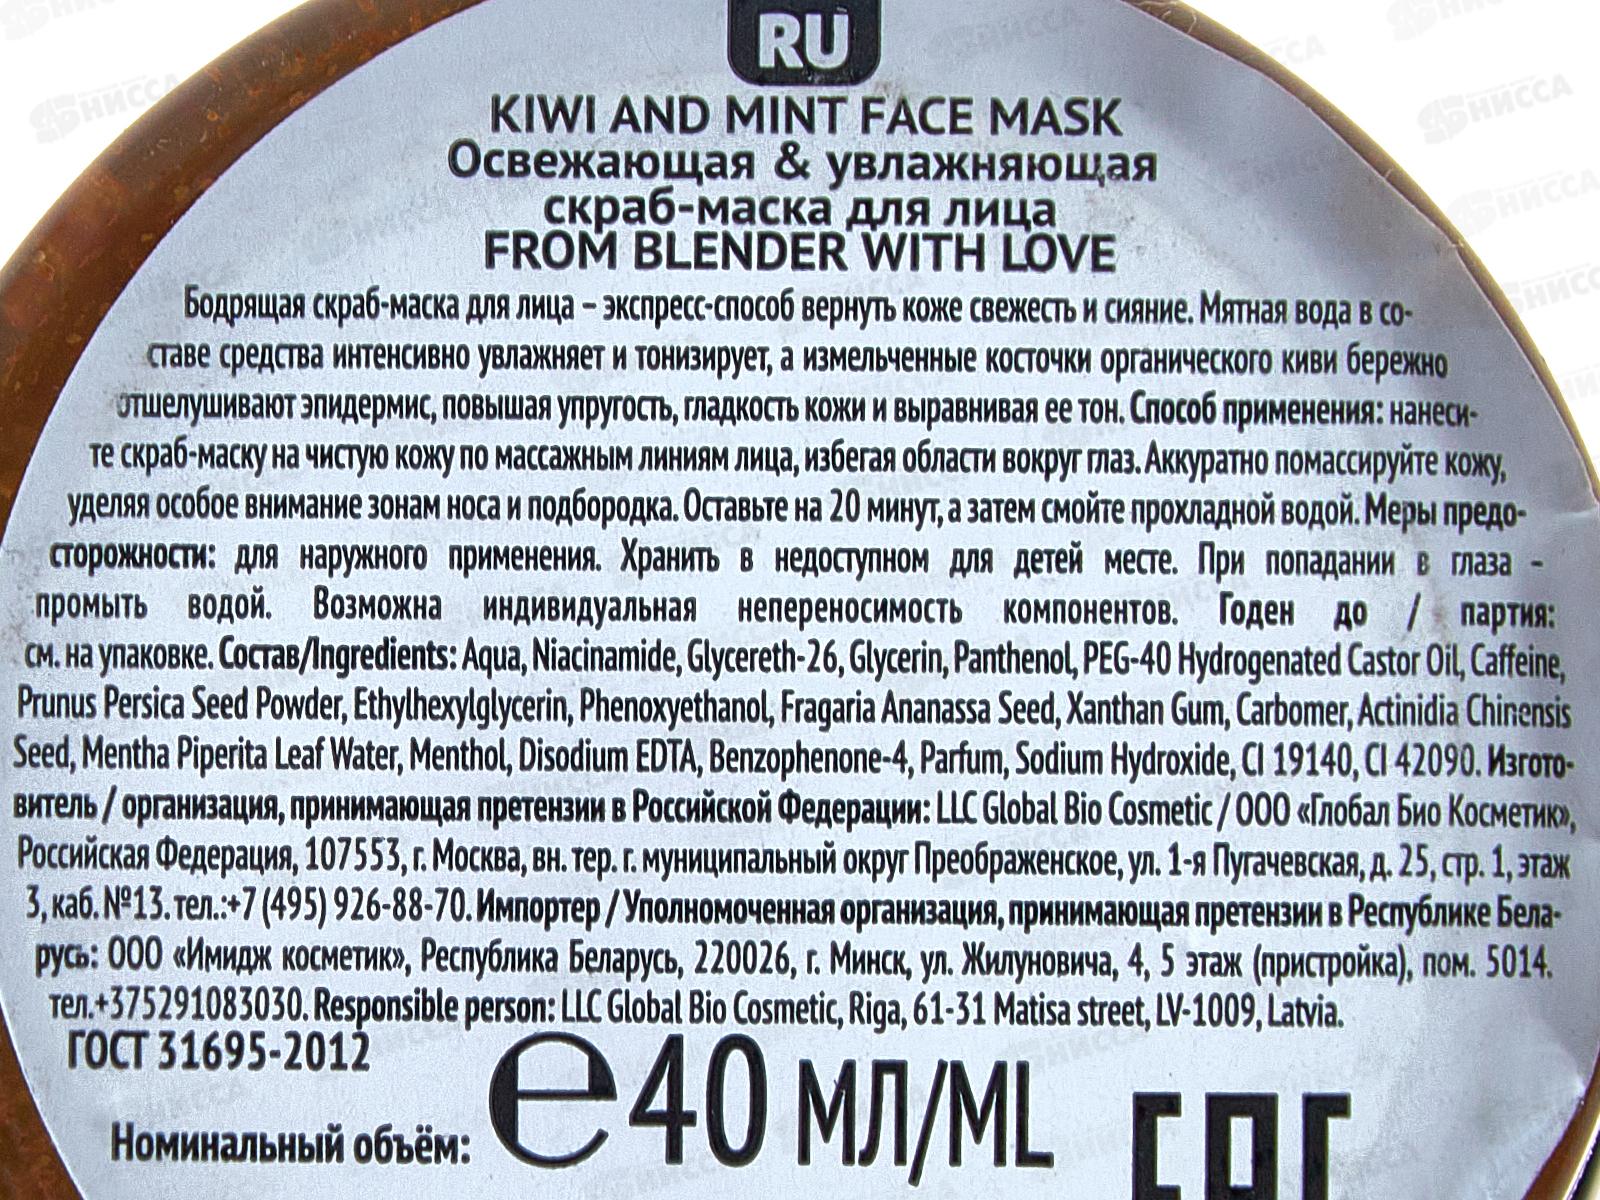 RU
KIWI AND MINT FACE MASK
Освежающая & увлажняющая
скраб-маска для лица
FROM BLENDER WITH LOVE
Бодрящая скраб-маска для лица – экспресс-способ вернуть коже свежесть и сияние. Мятная вода в со-
ставе средства интенсивно увлажняет и тонизирует, а измельченные косточки органического киви бережно
отшелушивают эпидермис, повышая упругость, гладкость кожи и выравнивая ее тон. Способ применения: нанеси-
те скраб-маску на чистую кожу по массажным линиям лица, избегая области вокруг глаз. Аккуратно помассируйте кожу,
уделяя особое внимание зонам носа и подбородка. Оставьте на 20 минут, а затем смойте прохладной водой. Меры предо-
сторожности: для наружного применения. Хранить в недоступном для детей месте. При попадании в глаза –
промыть водой. Возможна индивидуальная непереносимость компонентов. Годен до / партия:
см. на упаковке. Состав/Ingredients: Aqua, Niacinamide, Glycereth-26, Glycerin, Panthenol, PEG-40 Hydrogenated Castor Oil, Caffeine,
Prunus Persica Seed Powder, Ethylhexylglycerin, Phenoxyethanol, Fragaria Ananassa Seed, Xanthan Gum, Carbomer, Actinidia Chinensis
Seed, Mentha Piperita Leaf Water, Menthol, Disodium EDTA, Benzophenone-4, Parfum, Sodium Hydroxide, CI 19140, CI 42090. Изгото-
витель / организация, принимающая претензии в Российской Федерации: LLC Global Bio Cosmetic / ООО «Глобал Био Косметик»,
Российская Федерация, 107553, г. Москва, вн. тер. г. муниципальный округ Преображенское, ул. 1-я Пугачевская, д. 25, стр. 1, этаж
3, каб. №13. тел.:+7 (495) 926-88-70. Импортер / Уполномоченная организация, принимающая претензии в Республике Бела-
русь: ООО «Имидж косметик», Республика Беларусь, 220026, г. Минск, ул. Жилуновича, 4, 5 этаж (пристройка), пом. 5014.
тел.+375291083030. Responsible person: LLC Global Bio Cosmetic, Riga, 61-31 Matisa street, LV-1009, Latvia.
ГОСТ 31695-2012
Номинальный объём: ℮40 МЛ/ML
EAC
НИССА